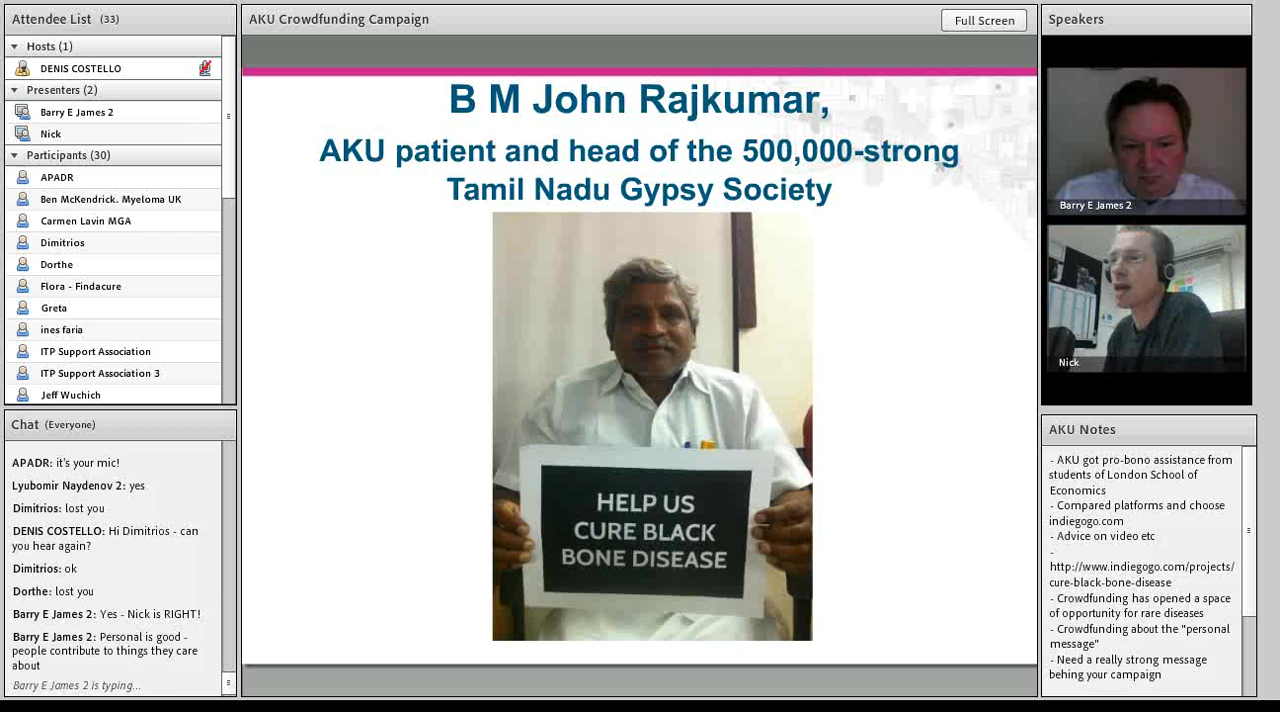 Attendee List (33)
Hosts (1)
DENIS COSTELLO
Presenters (2)
Barry E James 2
Nick
Participants (30)
APADR
Ben McKendrick. Myeloma UK
Carmen Lavin MGA
Dimitrios
Dorthe
Flora - Findacure
Greta
ines faria
ITP Support Association
ITP Support Association 3
Jeff Wuchich
Chat (Everyone)
APADR: it's your mic!
Lyubomir Naydenov 2: yes
Dimitrios: lost you
DENIS COSTELLO: Hi Dimitrios - can
you hear again?
Dimitrios: ok
Dorthe: lost you
Barry E James 2: Yes - Nick is RIGHT!
Barry E James 2: Personal is good -
people contribute to things they care
about
Barry E James 2 is typing...
AKU Crowdfunding Campaign
Full Screen
B M John Rajkumar,
AKU patient and head of the 500,000-strong
Tamil Nadu Gypsy Society
HELP US
CURE BLACK
BONE DISEASE
Speakers
Barry E James 2
Nick
AKU Notes
- AKU got pro-bono assistance from
students of London School of
Economics
- Compared platforms and choose
indiegogo.com
- Advice on video etc
-
http://www.indiegogo.com/projects/
cure-black-bone-disease
- Crowdfunding has opened a space
of opportunity for rare diseases
- Crowdfunding about the "personal
message"
- Need a really strong message
behing your campaign